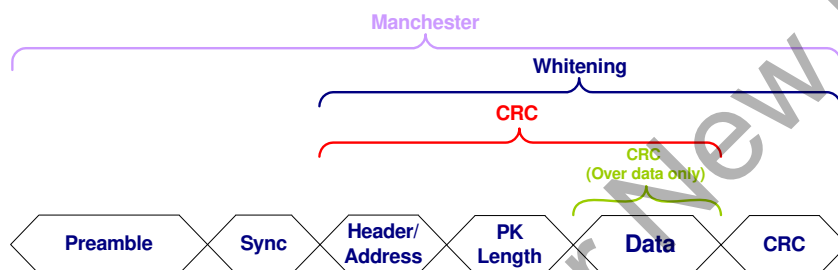 Manchester
Whitening
CRC
CRC
(Over data only)
Preamble
Sync
Header/
Address
PK
Length
Data
CRC
r New